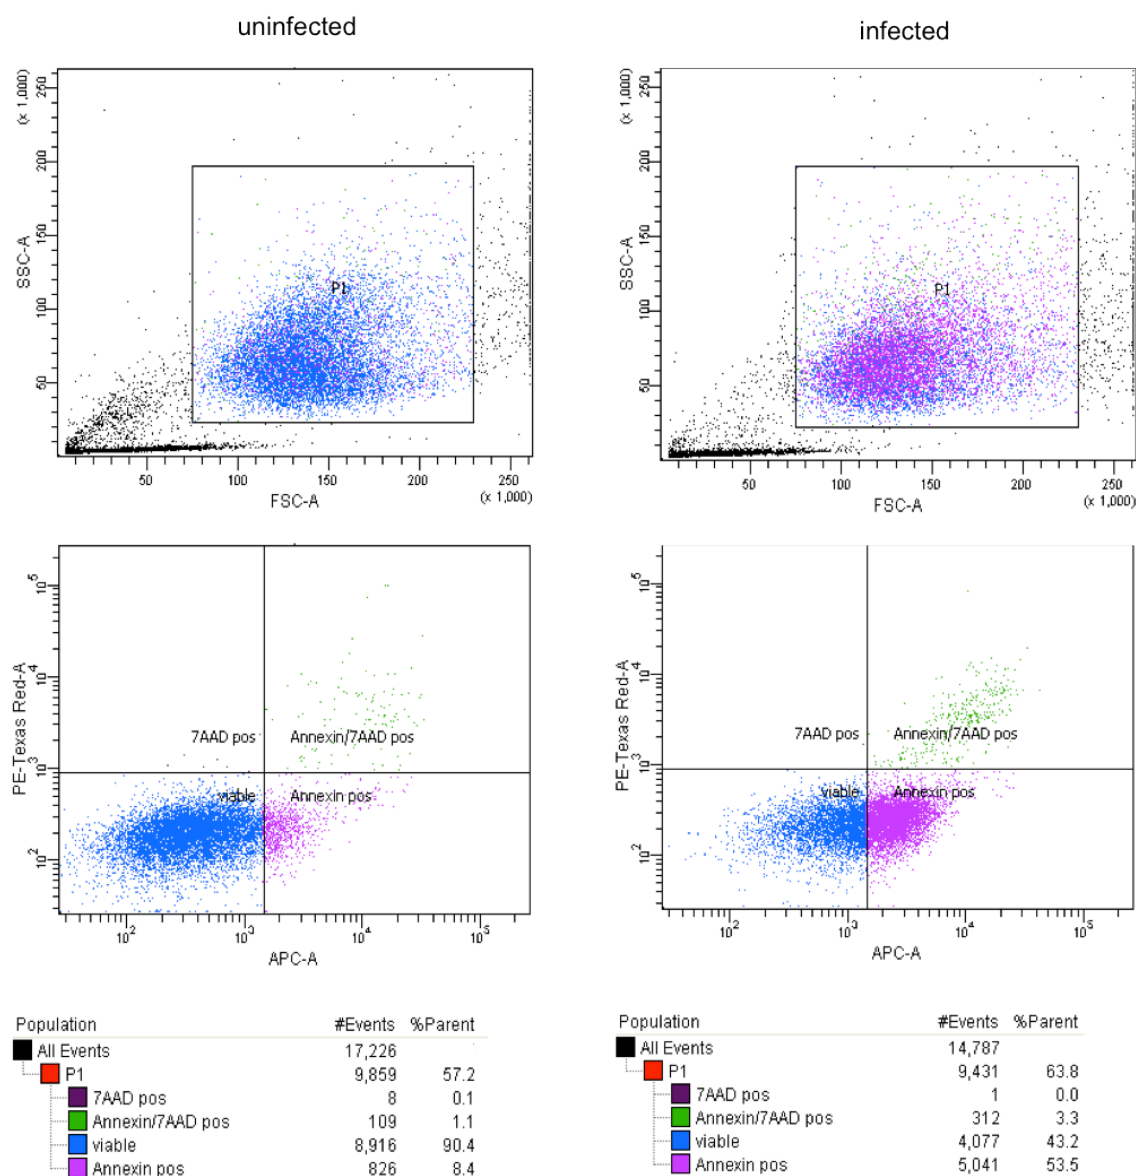 uninfected
infected
(x 1,000)
250
200
150
100
50
SSC-A
P1
50 100 150 200 250
FSC-A
(x 1,000)
(x 1,000)
250
200
150
100
50
SSC-A
P1
50 100 150 200 250
FSC-A
(x 1,000)
10^5
10^4
10^3
10^2
PE-Texas Red-A
7AAD pos Annexin/7AAD pos
viable Annexin pos
10^2 10^3 10^4 10^5
APC-A
10^5
10^4
10^3
10^2
PE-Texas Red-A
7AAD pos Annexin/7AAD pos
viable Annexin pos
10^2 10^3 10^4 10^5
APC-A
Population #Events %Parent
All Events 17,226
P1 9,859 57.2
7AAD pos 8 0.1
Annexin/7AAD pos 109 1.1
viable 8,916 90.4
Annexin pos 826 8.4
Population #Events %Parent
All Events 14,787
P1 9,431 63.8
7AAD pos 1 0.0
Annexin/7AAD pos 312 3.3
viable 4,077 43.2
Annexin pos 5,041 53.5